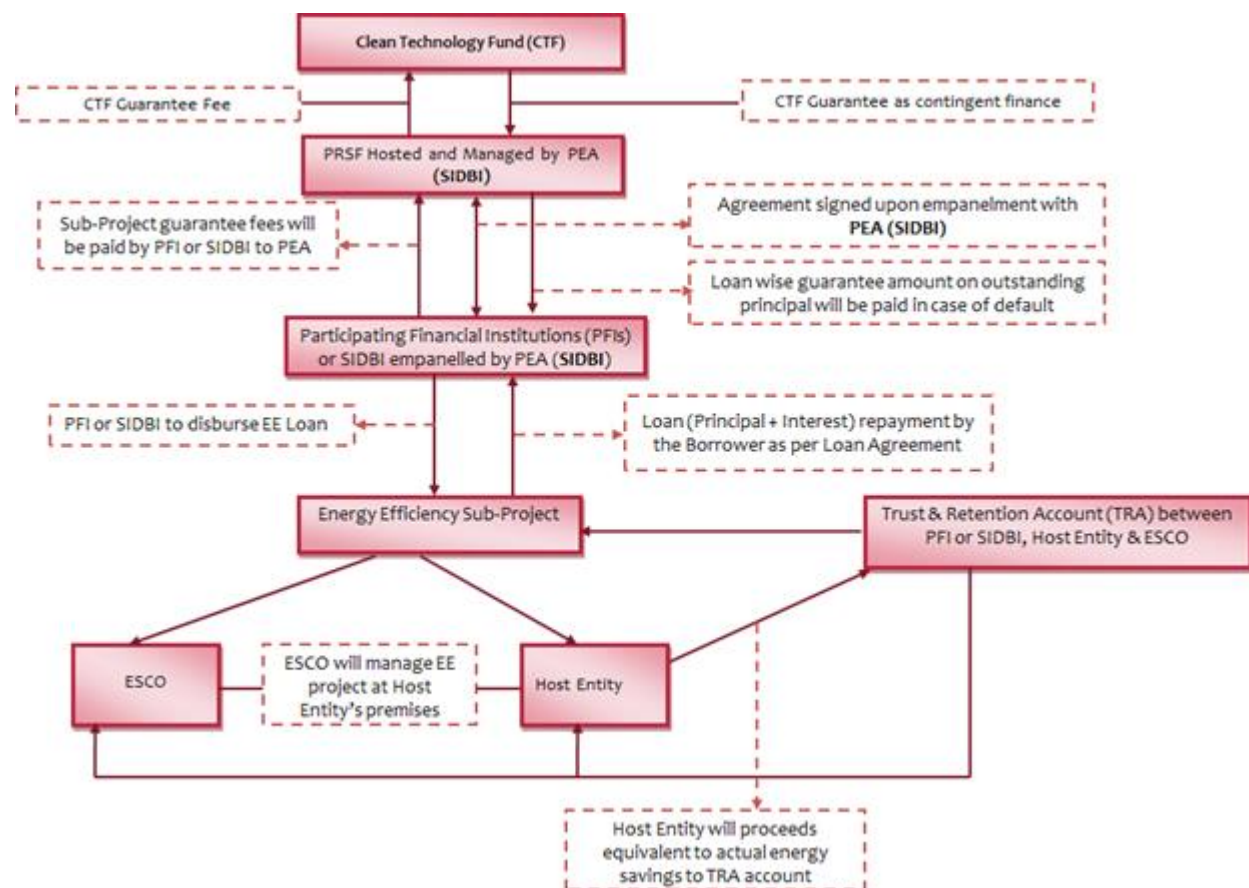 Clean Technology Fund (CTF)
CTF Guarantee Fee
CTF Guarantee as contingent finance
PRSF Hosted and Managed by PEA
(SIDBI)
Sub-Project guarantee fees will
be paid by PFI or SIDBI to PEA
Agreement signed upon empanelment with
PEA (SIDBI)
Loan wise guarantee amount on outstanding
principal will be paid in case of default
Participating Financial Institutions (PFIs)
or SIDBI empanelled by PEA (SIDBI)
PFI or SIDBI to disburse EE Loan
Loan (Principal + Interest) repayment by
the Borrower as per Loan Agreement
Energy Efficiency Sub-Project
Trust & Retention Account (TRA) between
PFI or SIDBI, Host Entity & ESCO
ESCO
ESCO will manage EE
project at Host
Entity's premises
Host Entity
Host Entity will proceeds
equivalent to actual energy
savings to TRA account